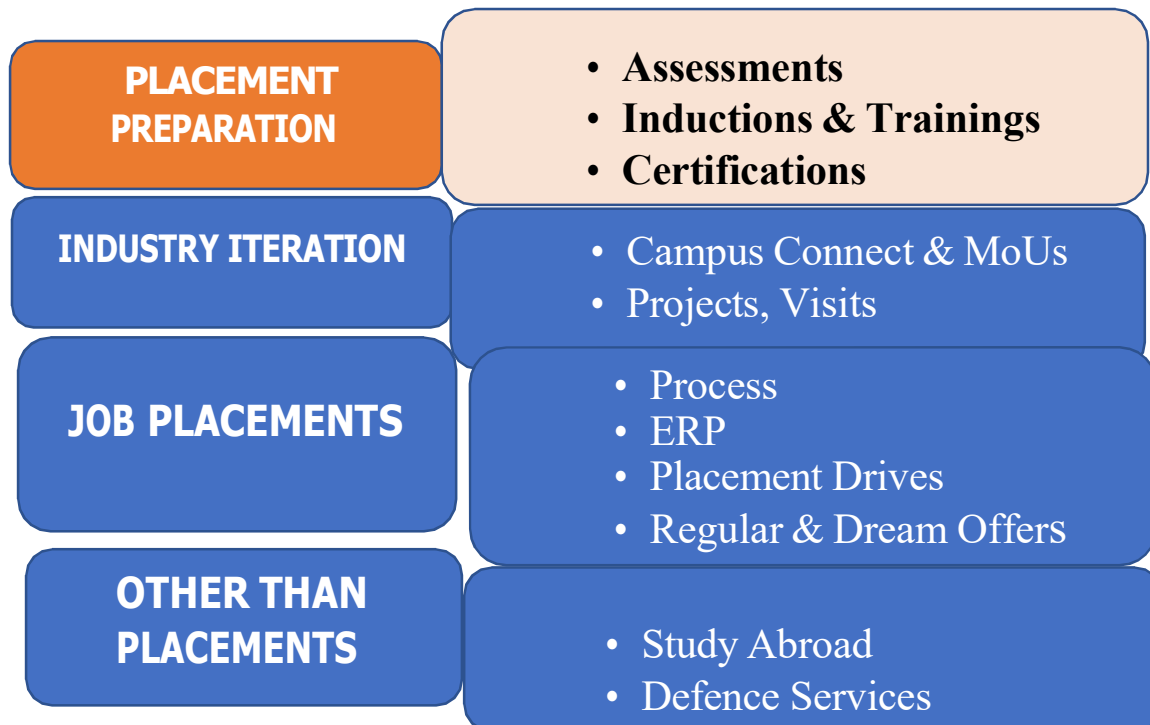 PLACEMENT
PREPARATION
• Assessments
• Inductions & Trainings
• Certifications
INDUSTRY ITERATION
• Campus Connect & MoUs
• Projects, Visits
JOB PLACEMENTS
• Process
• ERP
• Placement Drives
• Regular & Dream Offers
OTHER THAN
PLACEMENTS
• Study Abroad
• Defence Services